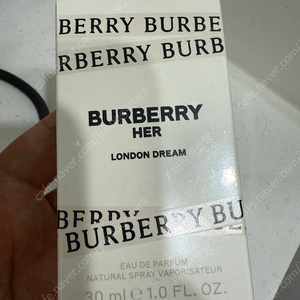 BERRY BURBE
RBERRY BURB
BURBERRY
HER
LONDON DREAM
BERRY
BURBERRY BU
EAU DE PARFUM
NATURAL SPRAY VAPORISATEUR
30 ml e 1.0 FL. OZ.